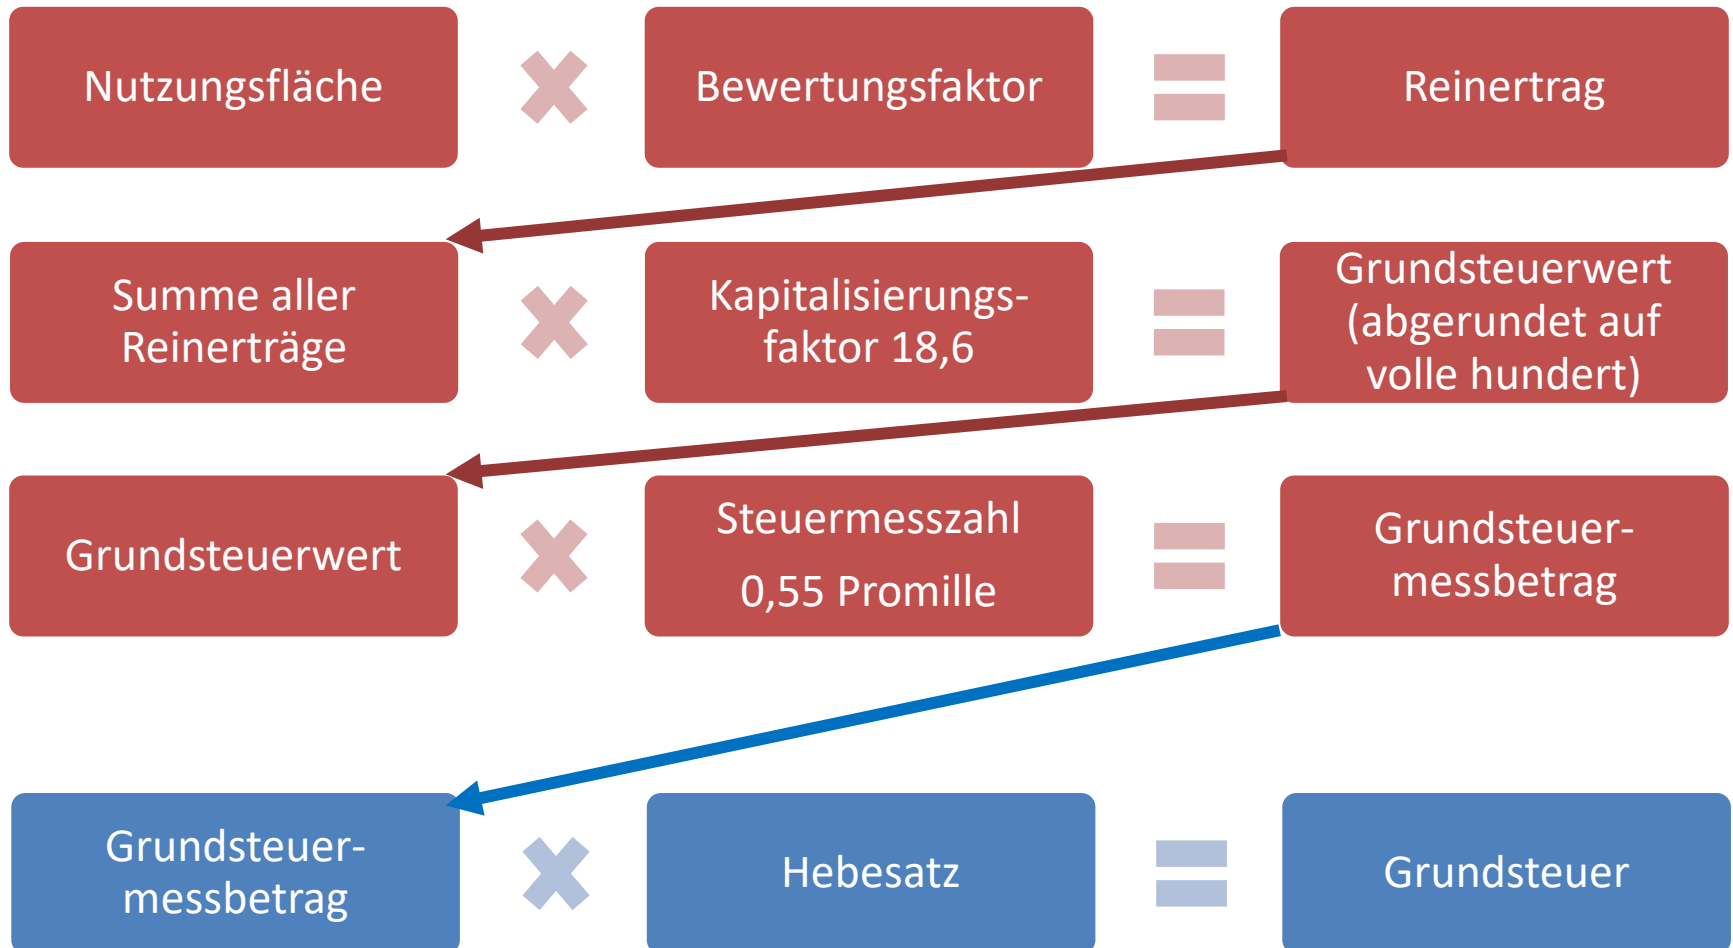 Nutzungsfläche
Bewertungsfaktor
Reinertrag
Summe aller
Reinerträge
Kapitalisierungs-
faktor 18,6
Grundsteuerwert
(abgerundet auf
volle hundert)
Grundsteuerwert
Steuermesszahl
0,55 Promille
Grundsteuer-
messbetrag
Grundsteuer-
messbetrag
Hebesatz
Grundsteuer